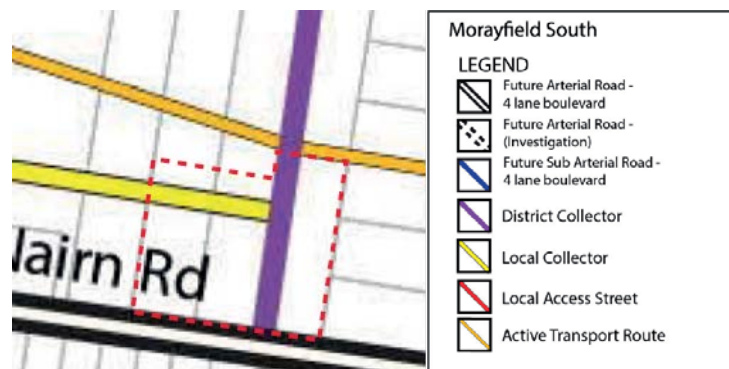 Nairn Rd
Morayfield South
LEGEND
Future Arterial Road -
4 lane boulevard
Future Arterial Road -
(Investigation)
Future Sub Arterial Road -
4 lane boulevard
District Collector
Local Collector
Local Access Street
Active Transport Route